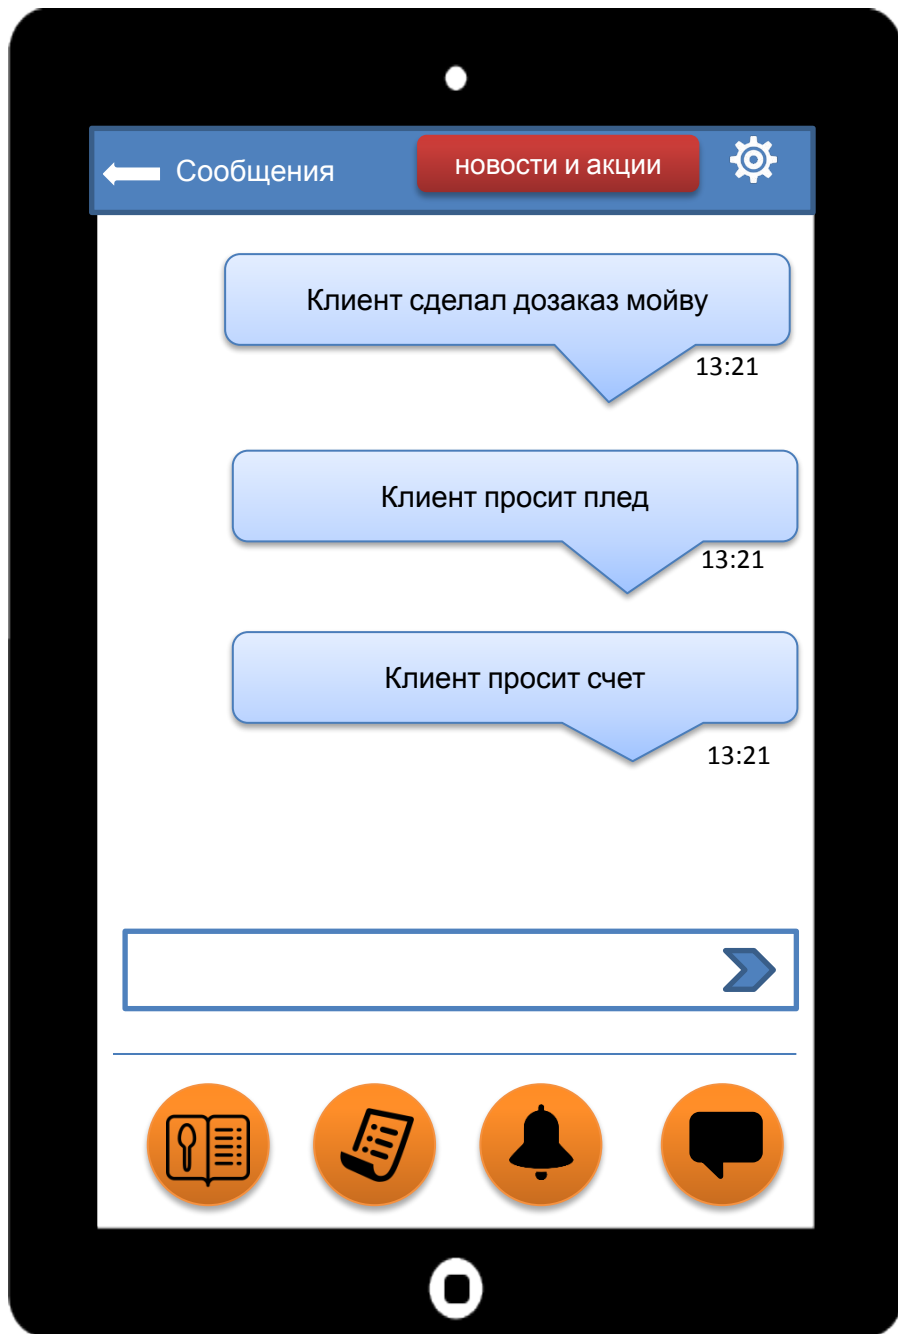 Сообщения
новости и акции
Клиент сделал дозаказ мойву
13:21
Клиент просит плед
13:21
Клиент просит счет
13:21